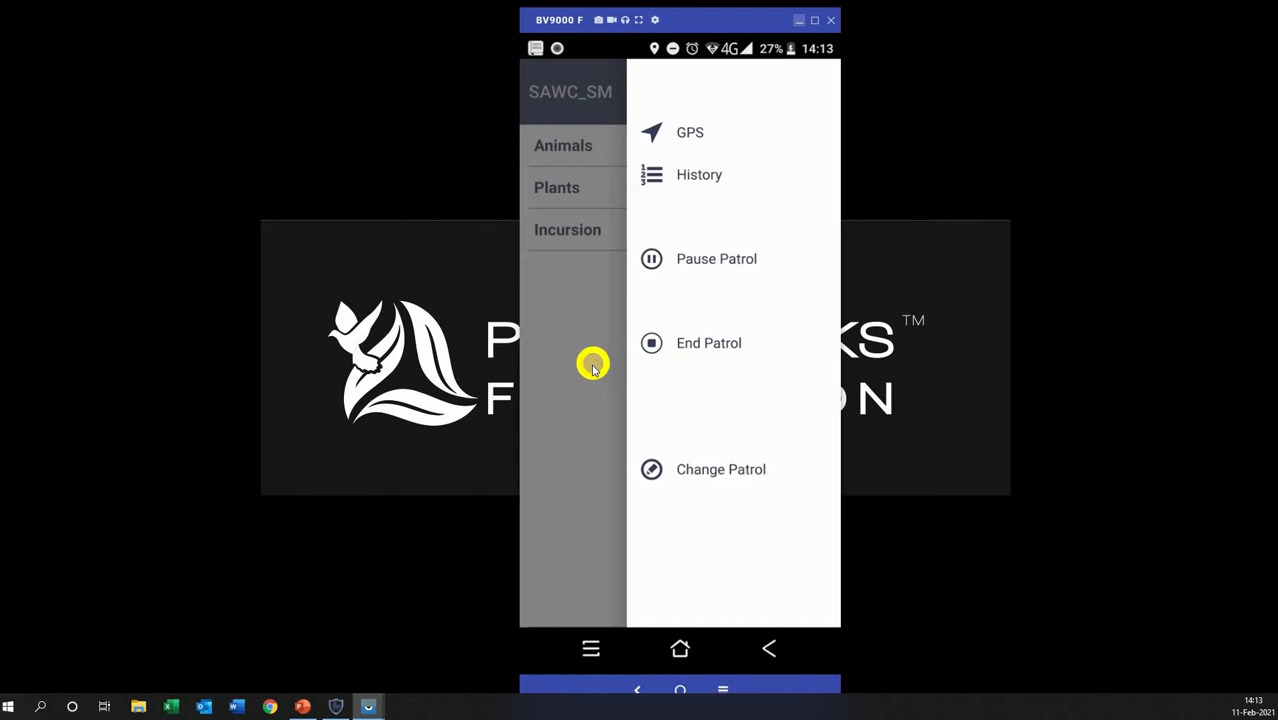 BV9000 F
4G 27% 14:13
SAWC_SM
GPS
Animals
History
Plants
Incursion
Pause Patrol
End Patrol
Change Patrol
P KS TM
F ON
14:13
11-Feb-2021